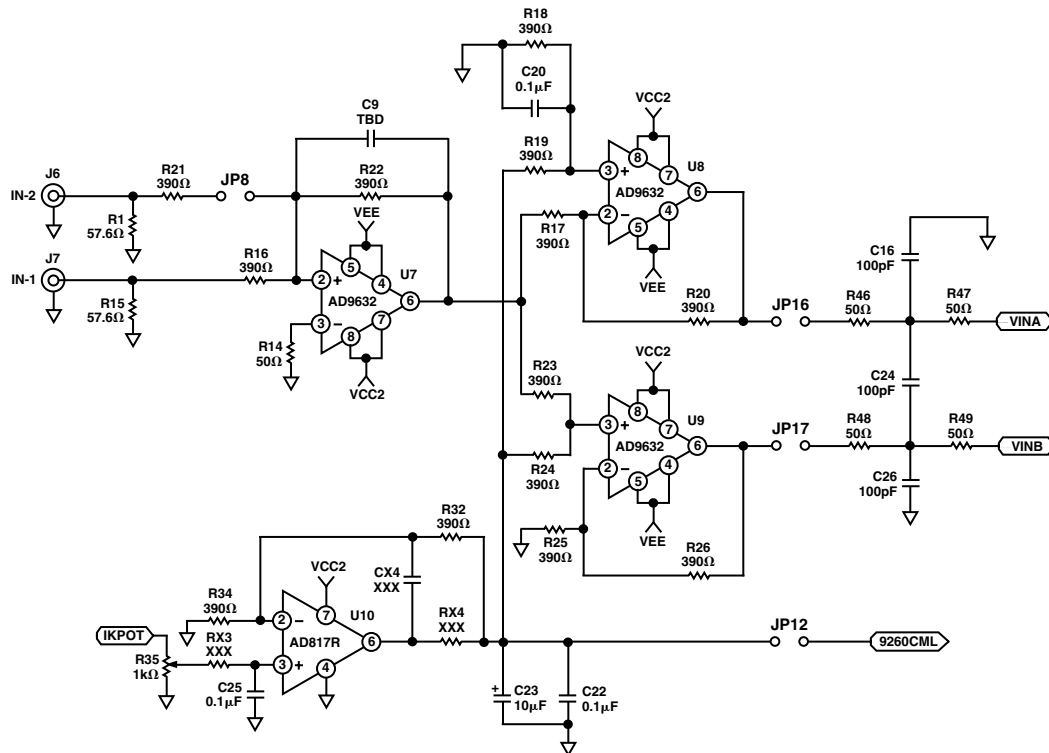 R18
390Ω
C20
0.1µF
C9
TBD
VCC2
R19
390Ω
8
U8
3
+
7
J6
R21
390Ω
JP8
R22
390Ω
AD9632
6
IN-2
R1
57.6Ω
VEE
R17
390Ω
2
−
4
5
C16
100pF
J7
R16
390Ω
5
U7
VEE
IN-1
2
+
4
R20
390Ω
JP16
R46
50Ω
R47
50Ω
R15
57.6Ω
AD9632
6
VINA
3
−
7
8
R14
50Ω
R23
390Ω
VCC2
C24
100pF
VCC2
8
U9
3
+
7
JP17
R48
50Ω
R49
50Ω
AD9632
6
VINB
R24
390Ω
2
−
4
5
C26
100pF
R32
390Ω
R25
390Ω
VEE
R26
390Ω
VCC2
CX4
XXX
R34
390Ω
7
U10
RX4
XXX
2
−
IKPOT
RX3
XXX
AD817R
6
JP12
9260CML
R35
1kΩ
3
+
4
C25
0.1µF
+
C23
10µF
C22
0.1µF